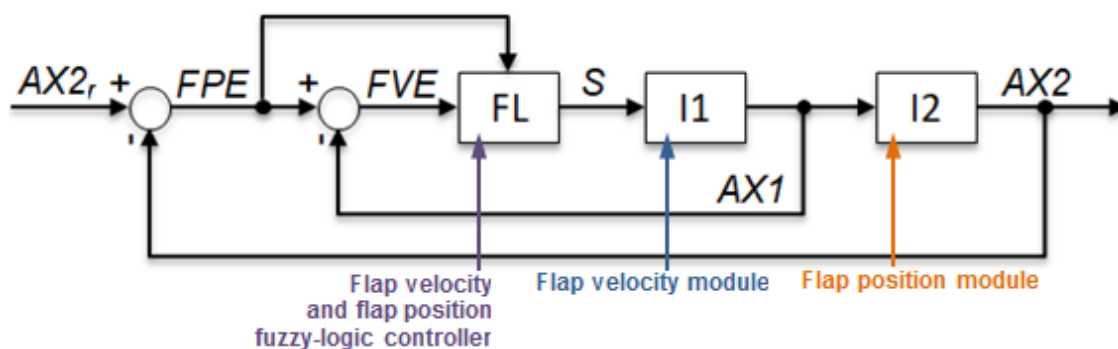 AX2r + FPE + FVE FL S I1 I2 AX2
- -
AX1
Flap velocity
and flap position
fuzzy-logic controller
Flap velocity module
Flap position module